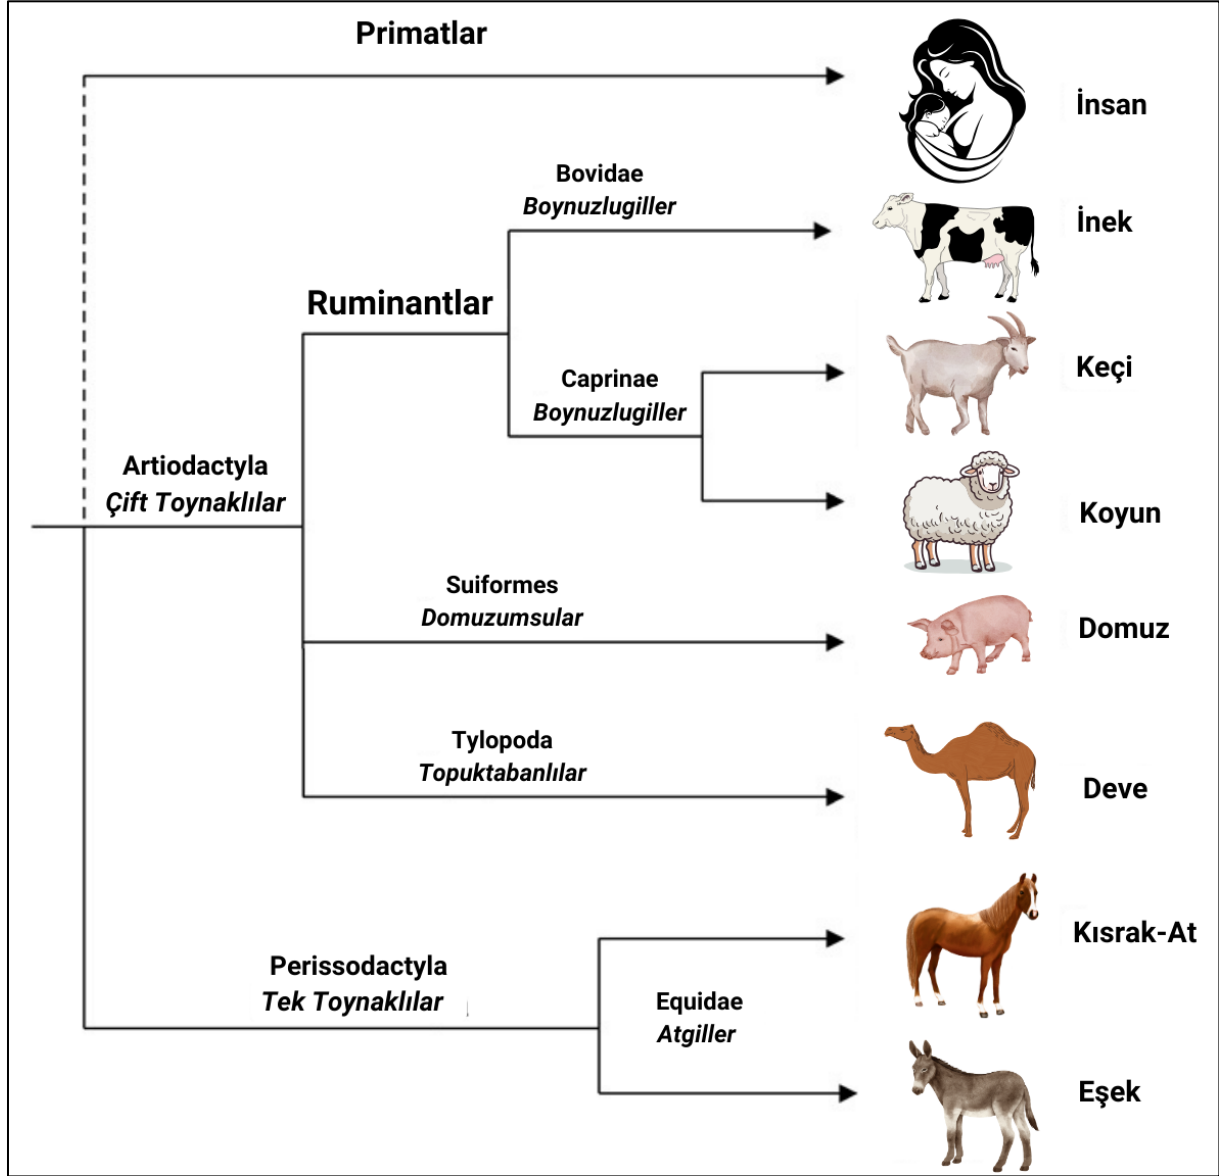 Primatlar
İnsan
Bovidae
Boynuzlugiller
İnek
Ruminantlar
Caprinae
Boynuzlugiller
Keçi
Artiodactyla
Çift Toynaklılar
Koyun
Suiformes
Domuzumsular
Domuz
Tylopoda
Topuktabanlılar
Deve
Kısrak-At
Perissodactyla
Tek Toynaklılar
Equidae
Atgiller
Eşek